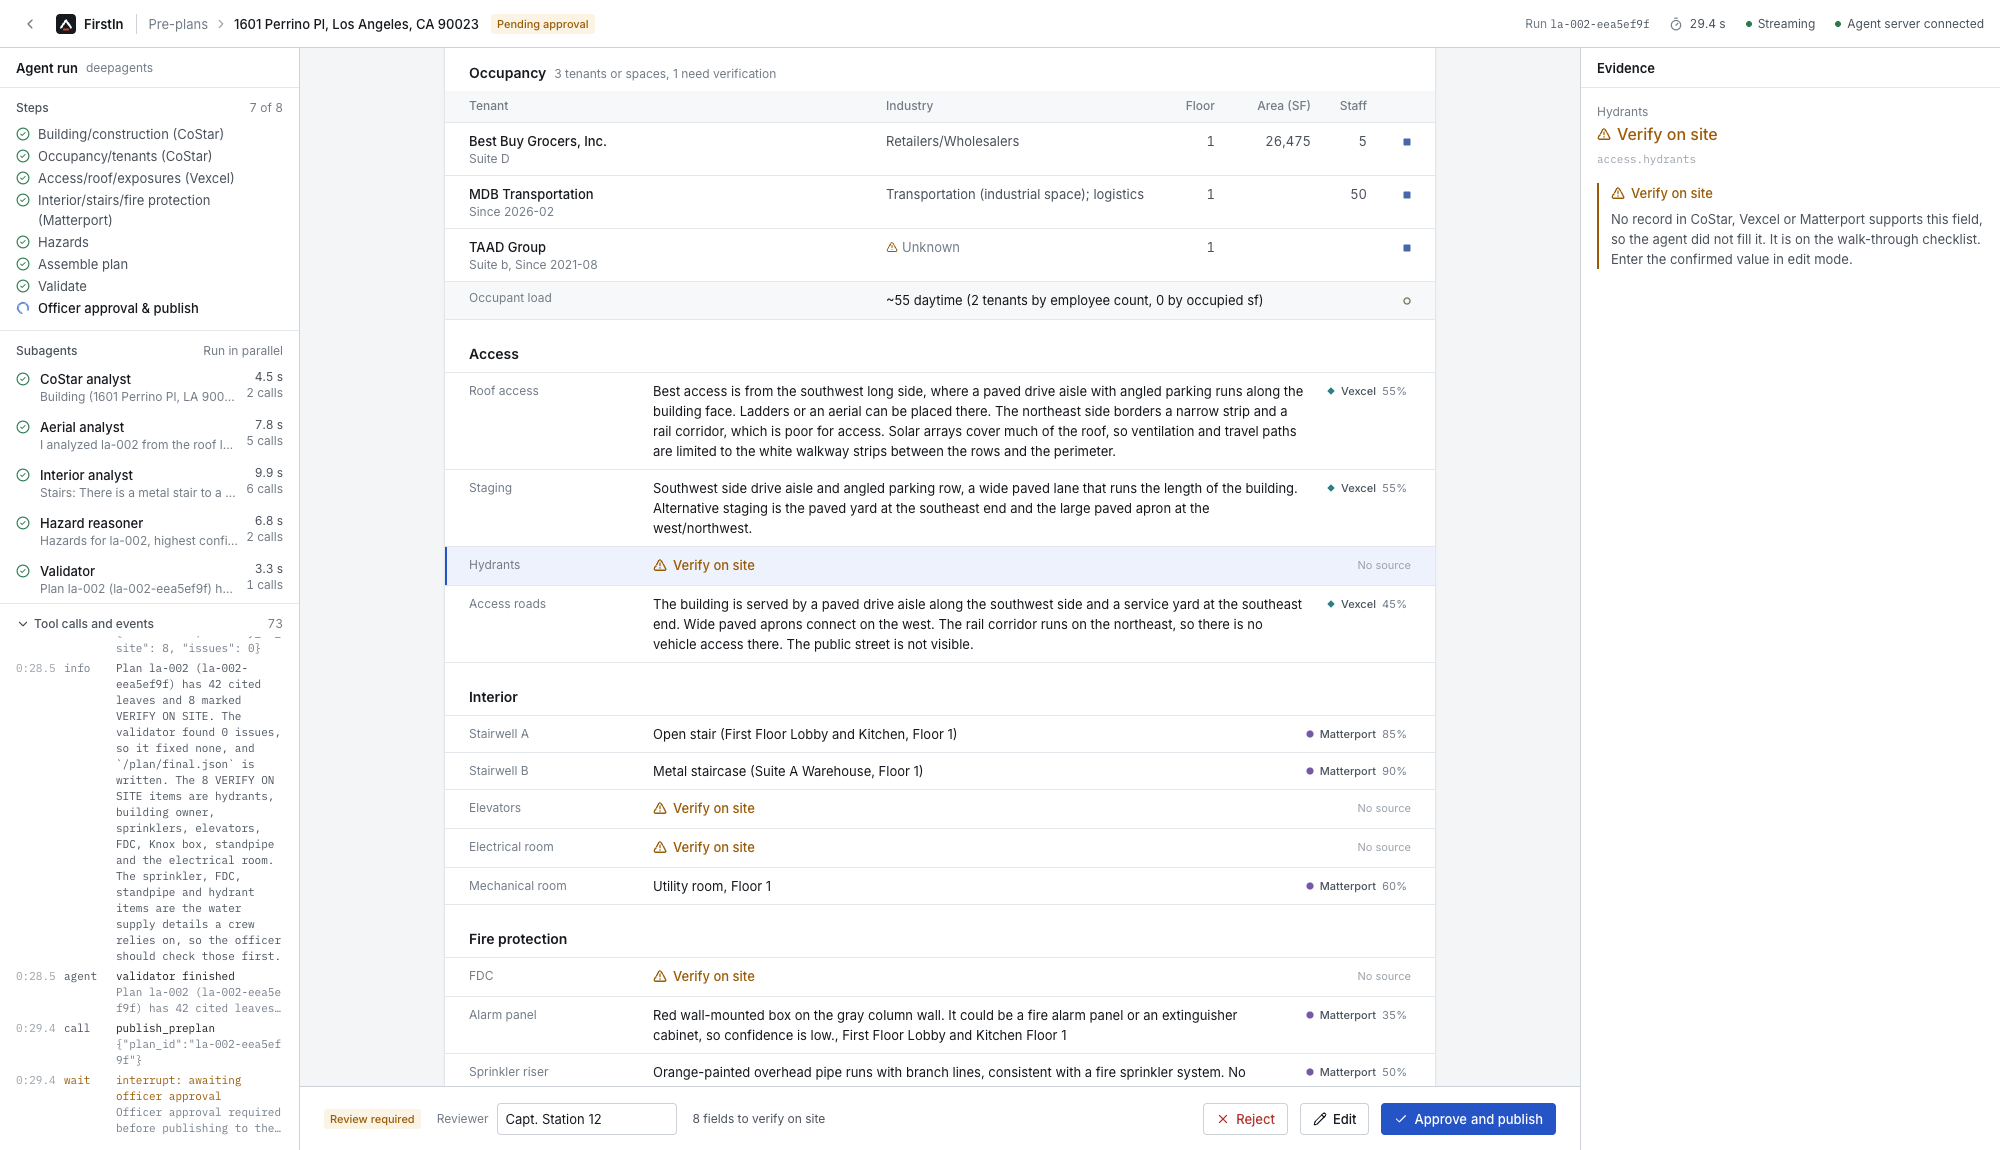 FirstIn
Pre-plans
1601 Perrino Pl, Los Angeles, CA 90023
Pending approval
Run la-002-eea5ef9f
29.4 s
Streaming
Agent server connected
Agent run deepagents
Steps 7 of 8
Building/construction (CoStar)
Occupancy/tenants (CoStar)
Access/roof/exposures (Vexcel)
Interior/stairs/fire protection
(Matterport)
Hazards
Assemble plan
Validate
Officer approval & publish
Subagents Run in parallel
CoStar analyst 4.5 s
Building (1601 Perrino Pl, LA 900... 2 calls
Aerial analyst 7.8 s
I analyzed la-002 from the roof l... 5 calls
Interior analyst 9.9 s
Stairs: There is a metal stair to a ... 6 calls
Hazard reasoner 6.8 s
Hazards for la-002, highest confi... 2 calls
Validator 3.3 s
Plan la-002 (la-002-eea5ef9f) h... 1 calls
Tool calls and events 73
site": 8, "issues": 0}
0:28.5 info Plan la-002 (la-002-
eea5ef9f) has 42 cited
leaves and 8 marked
VERIFY ON SITE. The
validator found 0 issues,
so it fixed none, and
`/plan/final.json` is
written. The 8 VERIFY ON
SITE items are hydrants,
building owner,
sprinklers, elevators,
FDC, Knox box, standpipe
and the electrical room.
The sprinkler, FDC,
standpipe and hydrant
items are the water
supply details a crew
relies on, so the officer
should check those first.
0:28.5 agent validator finished
Plan la-002 (la-002-eea5e
f9f) has 42 cited leaves…
0:29.4 call publish_preplan
{"plan_id":"la-002-eea5ef
9f"}
0:29.4 wait interrupt: awaiting
officer approval
Officer approval required
before publishing to the…
Occupancy 3 tenants or spaces, 1 need verification
Tenant Industry Floor Area (SF) Staff
Best Buy Grocers, Inc. Retailers/Wholesalers 1 26,475 5
Suite D
MDB Transportation Transportation (industrial space); logistics 1 50
Since 2026-02
TAAD Group Unknown 1
Suite b, Since 2021-08
Occupant load ~55 daytime (2 tenants by employee count, 0 by occupied sf)
Access
Roof access Best access is from the southwest long side, where a paved drive aisle with angled parking runs along the Vexcel 55%
building face. Ladders or an aerial can be placed there. The northeast side borders a narrow strip and a
rail corridor, which is poor for access. Solar arrays cover much of the roof, so ventilation and travel paths
are limited to the white walkway strips between the rows and the perimeter.
Staging Southwest side drive aisle and angled parking row, a wide paved lane that runs the length of the building. Vexcel 55%
Alternative staging is the paved yard at the southeast end and the large paved apron at the
west/northwest.
Hydrants Verify on site No source
Access roads The building is served by a paved drive aisle along the southwest side and a service yard at the southeast Vexcel 45%
end. Wide paved aprons connect on the west. The rail corridor runs on the northeast, so there is no
vehicle access there. The public street is not visible.
Interior
Stairwell A Open stair (First Floor Lobby and Kitchen, Floor 1) Matterport 85%
Stairwell B Metal staircase (Suite A Warehouse, Floor 1) Matterport 90%
Elevators Verify on site No source
Electrical room Verify on site No source
Mechanical room Utility room, Floor 1 Matterport 60%
Fire protection
FDC Verify on site No source
Alarm panel Red wall-mounted box on the gray column wall. It could be a fire alarm panel or an extinguisher Matterport 35%
cabinet, so confidence is low., First Floor Lobby and Kitchen Floor 1
Sprinkler riser Orange-painted overhead pipe runs with branch lines, consistent with a fire sprinkler system. No Matterport 50%
Review required Reviewer Capt. Station 12 8 fields to verify on site Reject Edit Approve and publish
Evidence
Hydrants
Verify on site
access.hydrants
Verify on site
No record in CoStar, Vexcel or Matterport supports this field,
so the agent did not fill it. It is on the walk-through checklist.
Enter the confirmed value in edit mode.